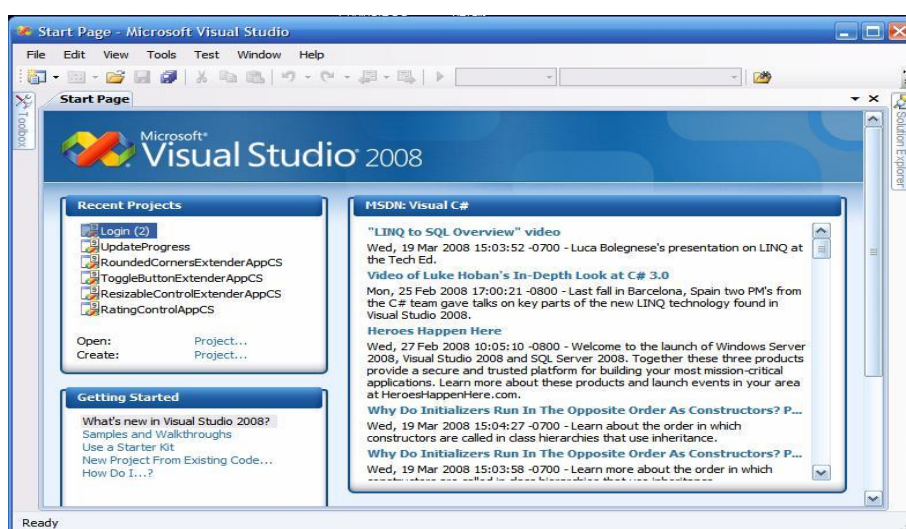 Start Page - Microsoft Visual Studio
File Edit View Tools Test Window Help
Start Page
Toolbox
Solution Explorer
Microsoft®
Visual Studio® 2008
Recent Projects
Login (2)
UpdateProgress
RoundedCornersExtenderAppCS
ToggleButtonExtenderAppCS
ResizableControlExtenderAppCS
RatingControlAppCS
Open: Project...
Create: Project...
Getting Started
What's new in Visual Studio 2008?
Samples and Walkthroughs
Use a Starter Kit
New Project From Existing Code...
How Do I...?
MSDN: Visual C#
"LINQ to SQL Overview" video
Wed, 19 Mar 2008 15:03:52 -0700 - Luca Bolegnese's presentation on LINQ at
the Tech Ed.
Video of Luke Hoban's In-Depth Look at C# 3.0
Mon, 25 Feb 2008 17:00:21 -0800 - Last fall in Barcelona, Spain two PM's from
the C# team gave talks on key parts of the new LINQ technology found in
Visual Studio 2008.
Heroes Happen Here
Wed, 27 Feb 2008 10:05:10 -0800 - Welcome to the launch of Windows Server
2008, Visual Studio 2008 and SQL Server 2008. Together these three products
provide a secure and trusted platform for building your most mission-critical
applications. Learn more about these products and launch events in your area
at HeroesHappenHere.com.
Why Do Initializers Run In The Opposite Order As Constructors? P...
Wed, 19 Mar 2008 15:04:27 -0700 - Learn about the order in which
constructors are called in class hierarchies that use inheritance.
Why Do Initializers Run In The Opposite Order As Constructors? P...
Wed, 19 Mar 2008 15:03:58 -0700 - Learn more about the order in which
Ready